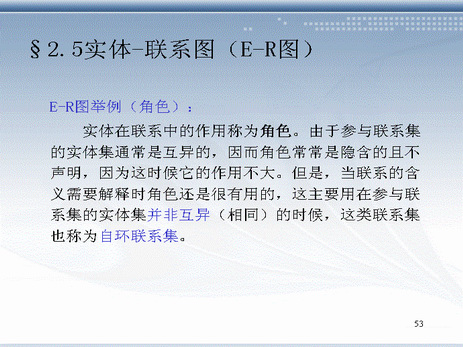 §2.5实体-联系图（E-R图）
E-R图举例（角色）：
实体在联系中的作用称为角色。由于参与联系集
的实体集通常是互异的，因而角色常常是隐含的且不
声明，因为这时候它的作用不大。但是，当联系的含
义需要解释时角色还是很有用的，这主要用在参与联
系集的实体集并非互异（相同）的时候，这类联系集
也称为自环联系集。
53